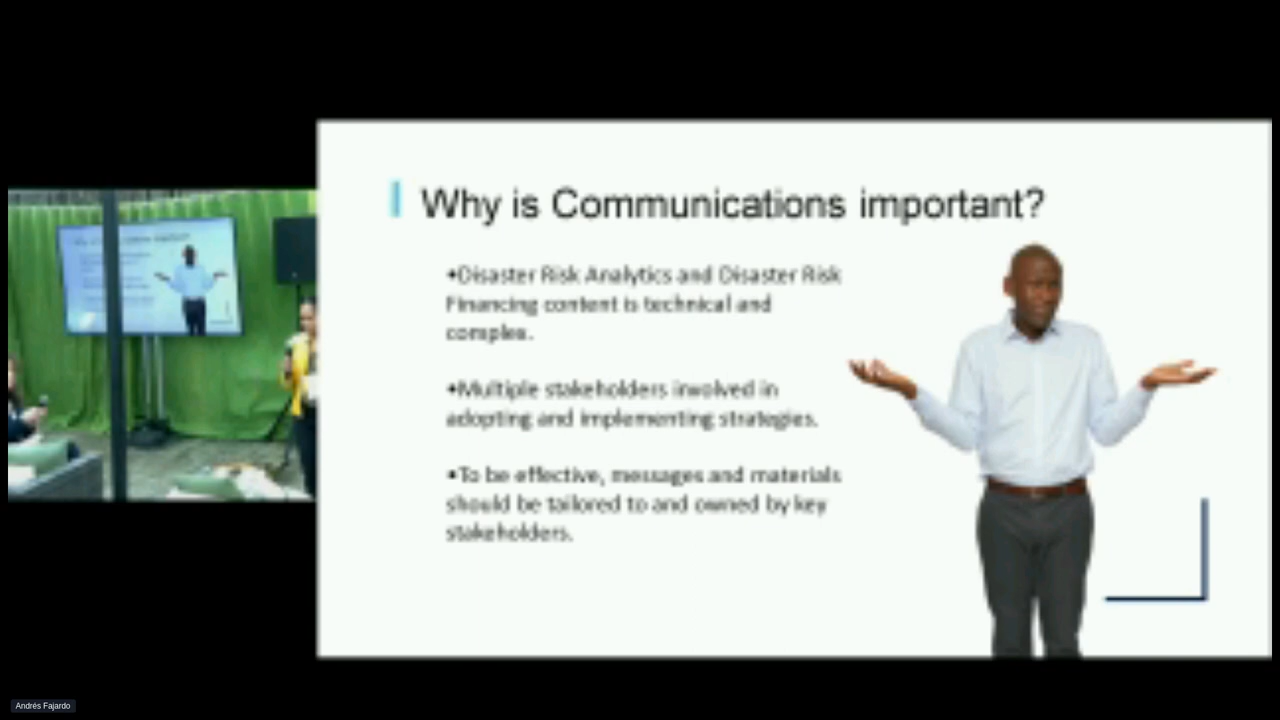 Why is Communications important?
•Disaster Risk Analytics and Disaster Risk
Financing content is technical and
complex.
•Multiple stakeholders involved in
adopting and implementing strategies.
•To be effective, messages and materials
should be tailored to and owned by key
stakeholders.
Andrés Fajardo